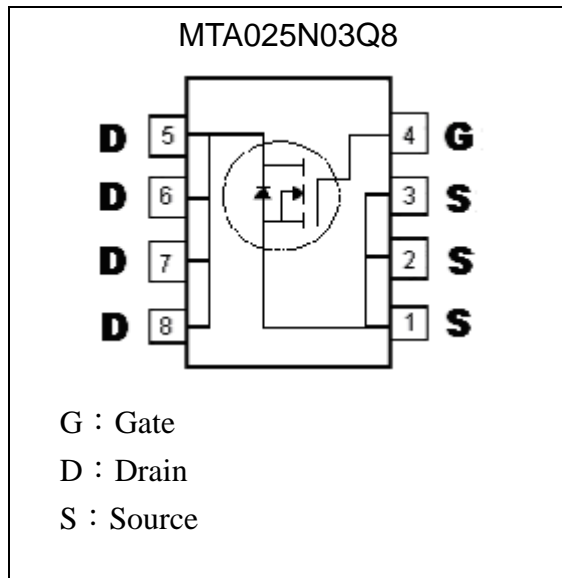 MTA025N03Q8
D 5 4 G
D 6 3 S
D 7 2 S
D 8 1 S
G：Gate
D：Drain
S：Source